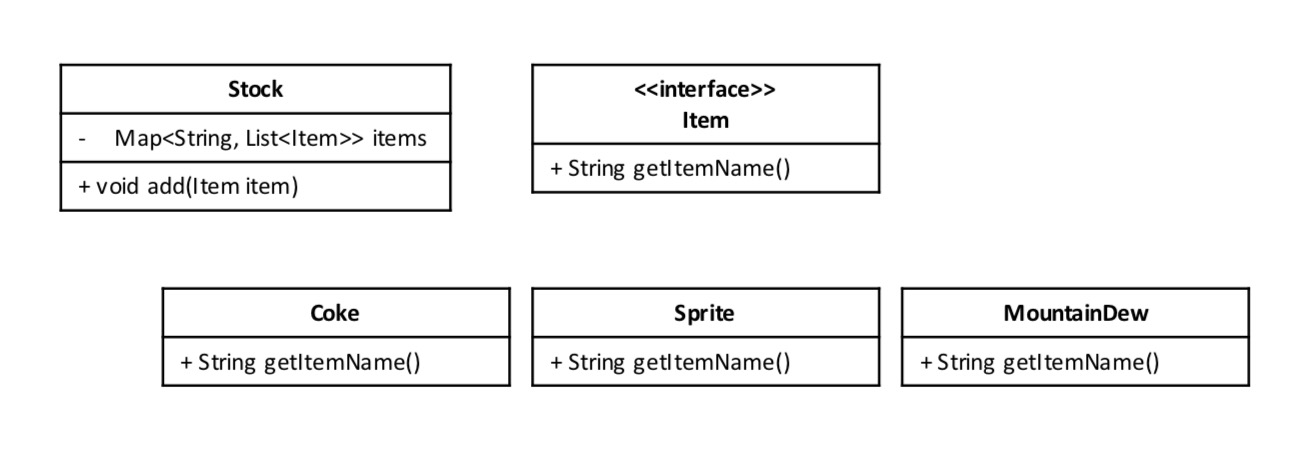 Stock
- Map<String, List<Item>> items
+ void add(Item item)
<<interface>>
Item
+ String getItemName()
Coke
+ String getItemName()
Sprite
+ String getItemName()
MountainDew
+ String getItemName()